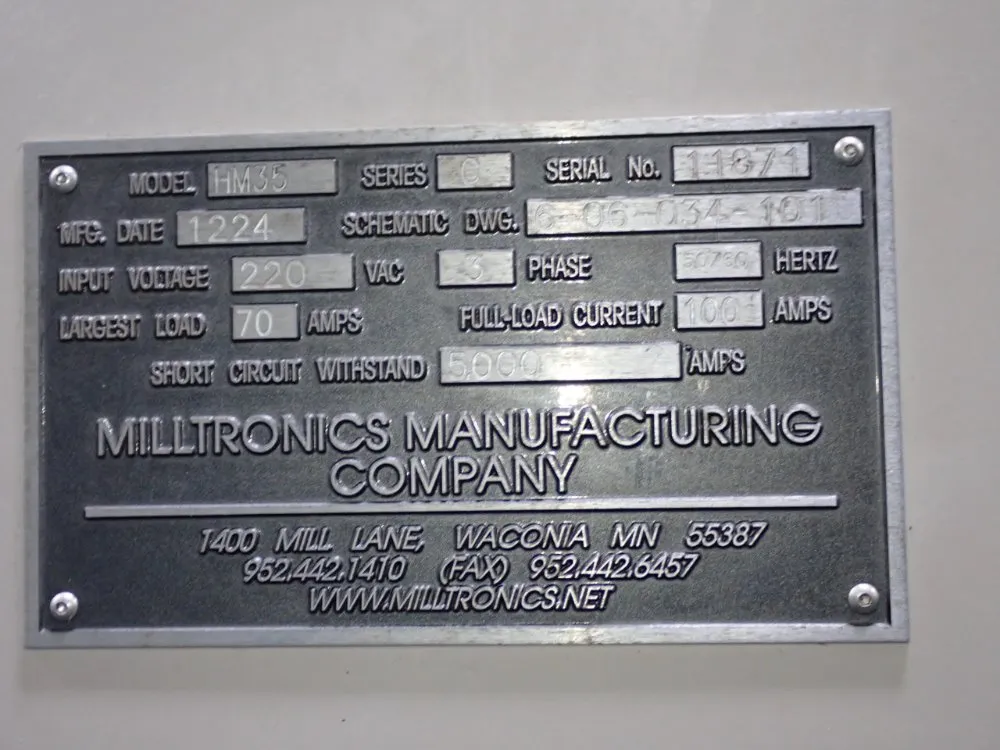 MODEL HM35 SERIES C SERIAL No. 11871
MFG. DATE 1224 SCHEMATIC DWG. 6-06-034-101
INPUT VOLTAGE 220 VAC 3 PHASE 50/60 HERTZ
LARGEST LOAD 70 AMPS FULL-LOAD CURRENT 100 AMPS
SHORT CIRCUIT WITHSTAND 5,000 AMPS
MILLTRONICS MANUFACTURING
COMPANY
1400 MILL LANE, WACONIA MN 55387
952.442.1410 (FAX) 952.442.6457
WWW.MILLTRONICS.NET